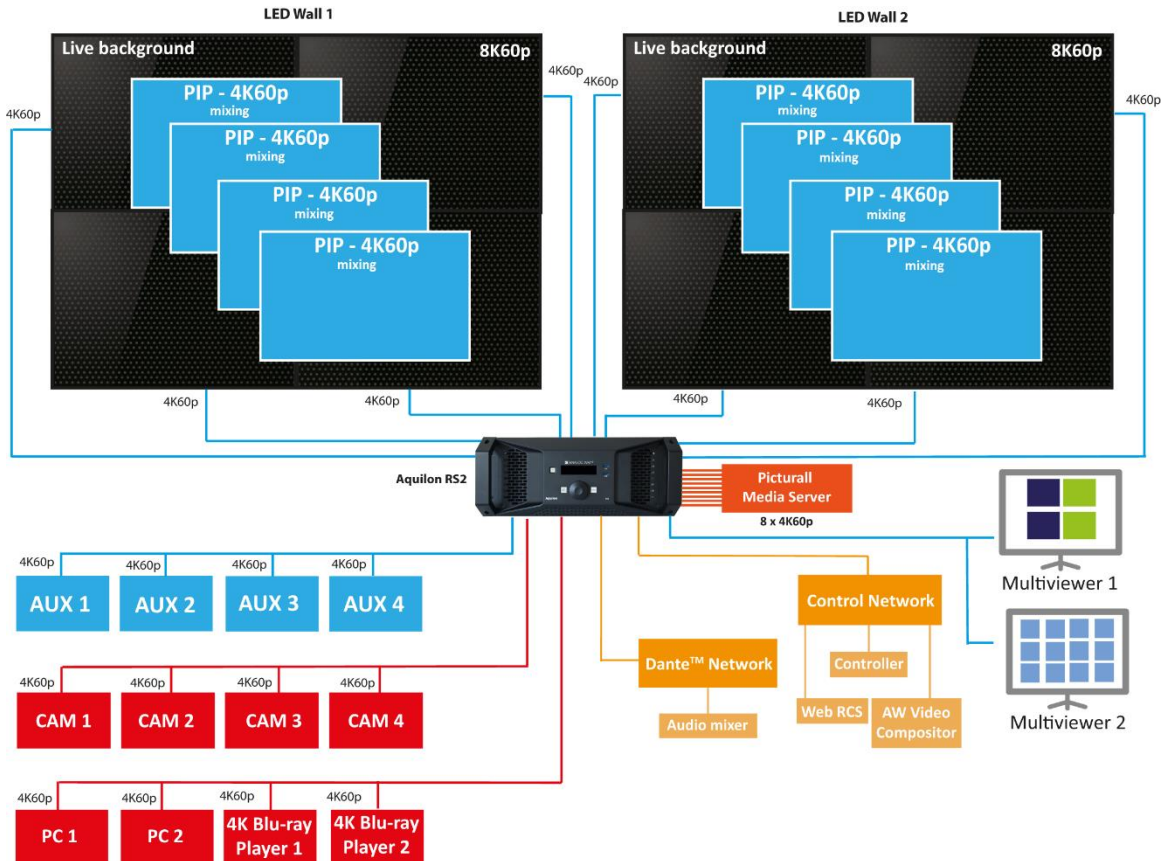 LED Wall 1
LED Wall 2
Live background
8K60p
PIP - 4K60p
mixing
PIP - 4K60p
mixing
PIP - 4K60p
mixing
PIP - 4K60p
mixing
4K60p
4K60p
4K60p
4K60p
Live background
8K60p
PIP - 4K60p
mixing
PIP - 4K60p
mixing
PIP - 4K60p
mixing
PIP - 4K60p
mixing
4K60p
4K60p
4K60p
4K60p
Aquilon RS2
Picturall
Media Server
8 x 4K60p
Multiviewer 1
Multiviewer 2
4K60p
4K60p
4K60p
4K60p
AUX 1
AUX 2
AUX 3
AUX 4
Control Network
Controller
Web RCS
AW Video
Compositor
Dante™ Network
Audio mixer
4K60p
4K60p
4K60p
4K60p
CAM 1
CAM 2
CAM 3
CAM 4
4K60p
4K60p
4K60p
4K60p
PC 1
PC 2
4K Blu-ray
Player 1
4K Blu-ray
Player 2